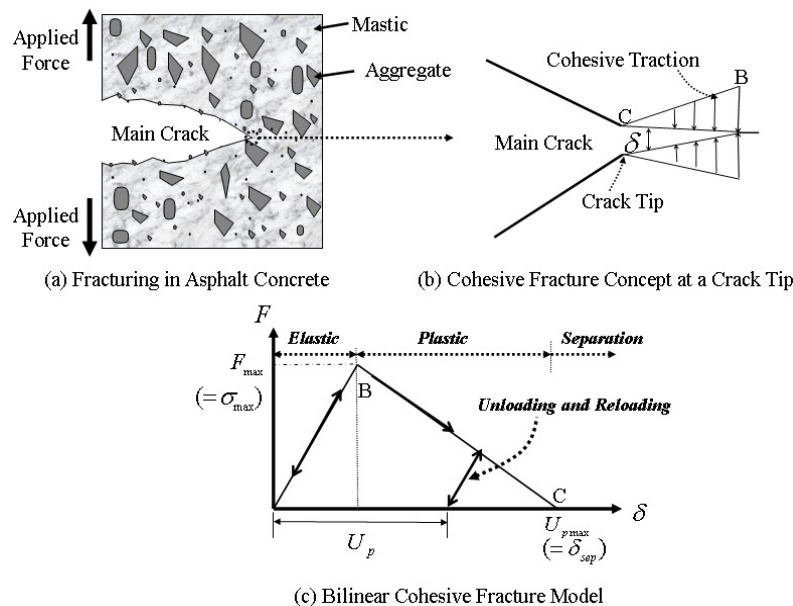 Applied
Force
Mastic
Aggregate
Main Crack
Applied
Force
(a) Fracturing in Asphalt Concrete
Cohesive Traction
B
C
δ
Main Crack
Crack Tip
(b) Cohesive Fracture Concept at a Crack Tip
F
Elastic
Plastic
Separation
F_max
(= σ_max)
B
Unloading and Reloading
C
δ
U_p
U_pmax
(= δ_sep)
(c) Bilinear Cohesive Fracture Model